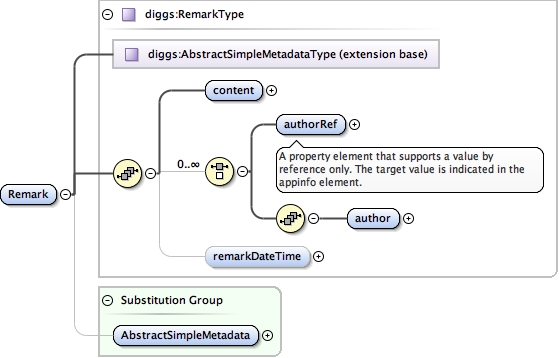 diggs:RemarkType
diggs:AbstractSimpleMetadataType (extension base)
content
authorRef
0..∞
A property element that supports a value by
reference only. The target value is indicated in the
appinfo element.
Remark
author
remarkDateTime
Substitution Group
AbstractSimpleMetadata